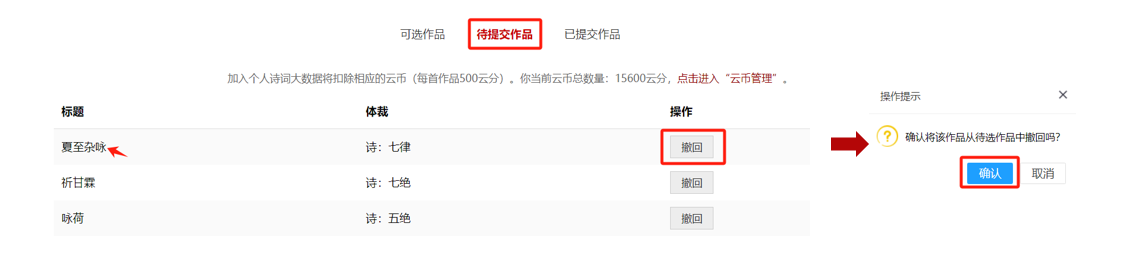 可选作品 待提交作品 已提交作品
加入个人诗词大数据将扣除相应的云币（每首作品500云分）。你当前云币总数量：15600云分，点击进入“云币管理”。
标题 体裁 操作
夏至杂咏 诗：七律 撤回
祈甘霖 诗：七绝 撤回
咏荷 诗：五绝 撤回
操作提示
确认将该作品从待选作品中撤回吗?
确认 取消